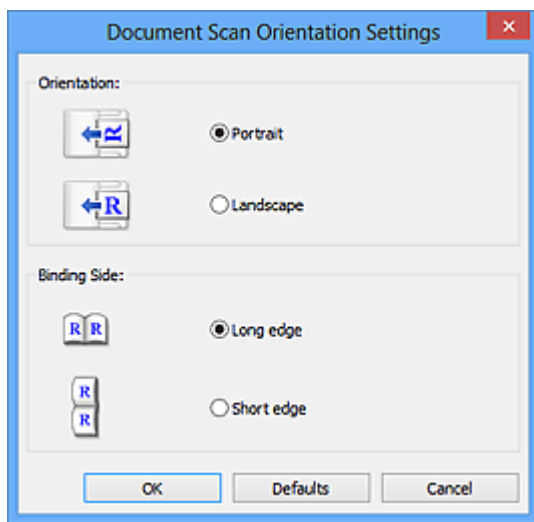 Document Scan Orientation Settings
Orientation:
R
Portrait
R
Landscape
Binding Side:
R R
Long edge
R
R
Short edge
OK Defaults Cancel